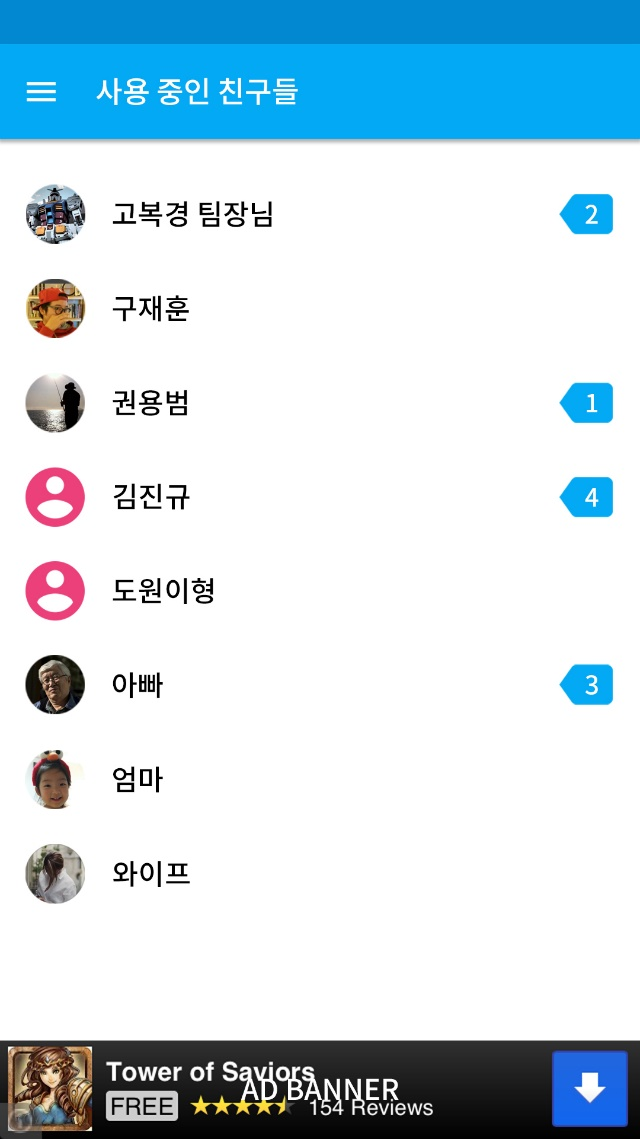 사용 중인 친구들
고복경 팀장님
2
구재훈
권용범
1
김진규
4
도원이형
아빠
3
엄마
와이프
Tower of Saviors
AD BANNER
FREE
154 Reviews